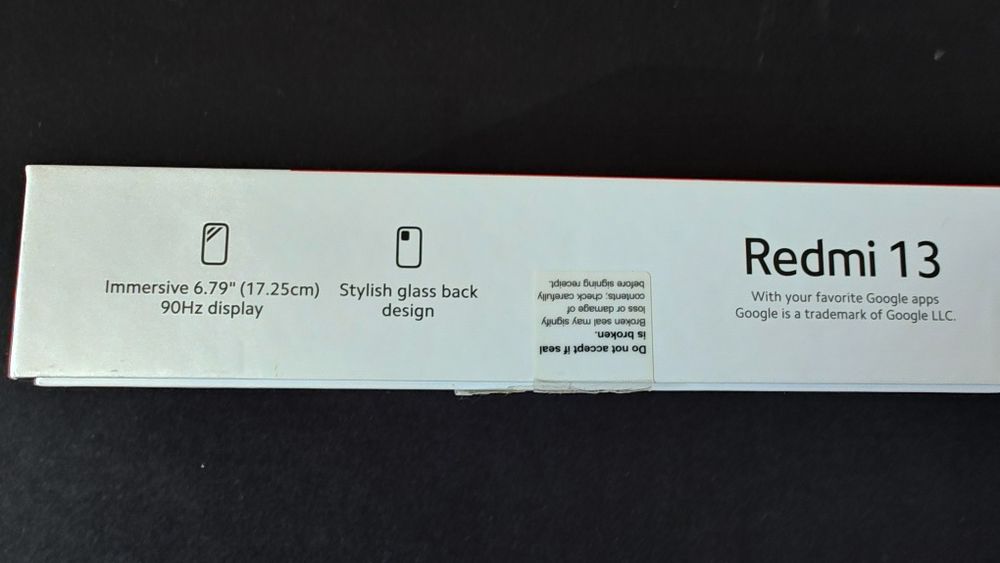 Immersive 6.79" (17.25cm)
90Hz display
Stylish glass back
design
Do not accept if seal
is broken.
Broken seal may signify
loss or damage of
contents; check carefully
before signing receipt.
Redmi 13
With your favorite Google apps
Google is a trademark of Google LLC.